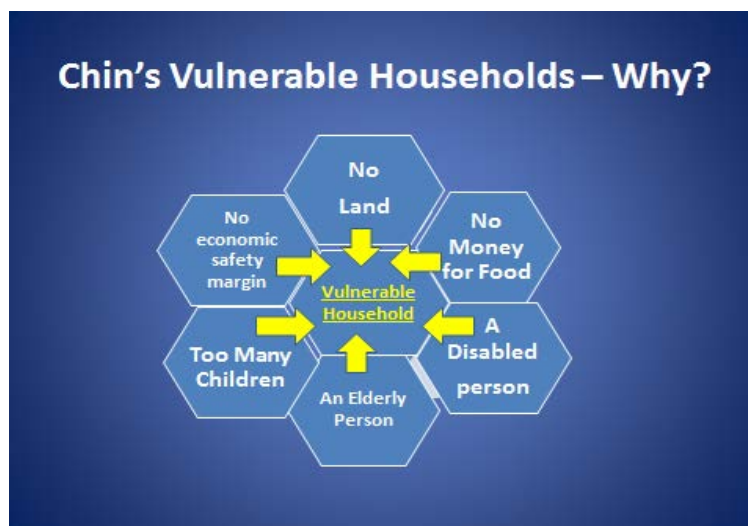 Chin's Vulnerable Households – Why?
No
Land
No
Money
for Food
A
Disabled
person
An Elderly
Person
Too Many
Children
No
economic
safety
margin
Vulnerable
Household